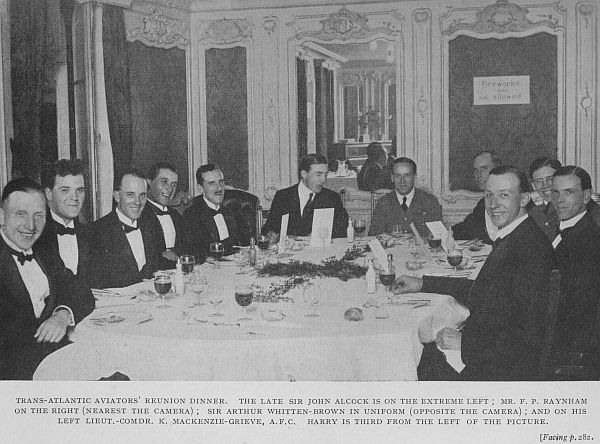 Fireworks
are
not allowed
TRANS-ATLANTIC AVIATORS' REUNION DINNER. THE LATE SIR JOHN ALCOCK IS ON THE EXTREME LEFT; MR. F. P. RAYNHAM
ON THE RIGHT (NEAREST THE CAMERA); SIR ARTHUR WHITTEN-BROWN IN UNIFORM (OPPOSITE THE CAMERA); AND ON HIS
LEFT LIEUT.-COMDR. K. MACKENZIE-GRIEVE, A.F.C. HARRY IS THIRD FROM THE LEFT OF THE PICTURE.
[Facing p. 282.